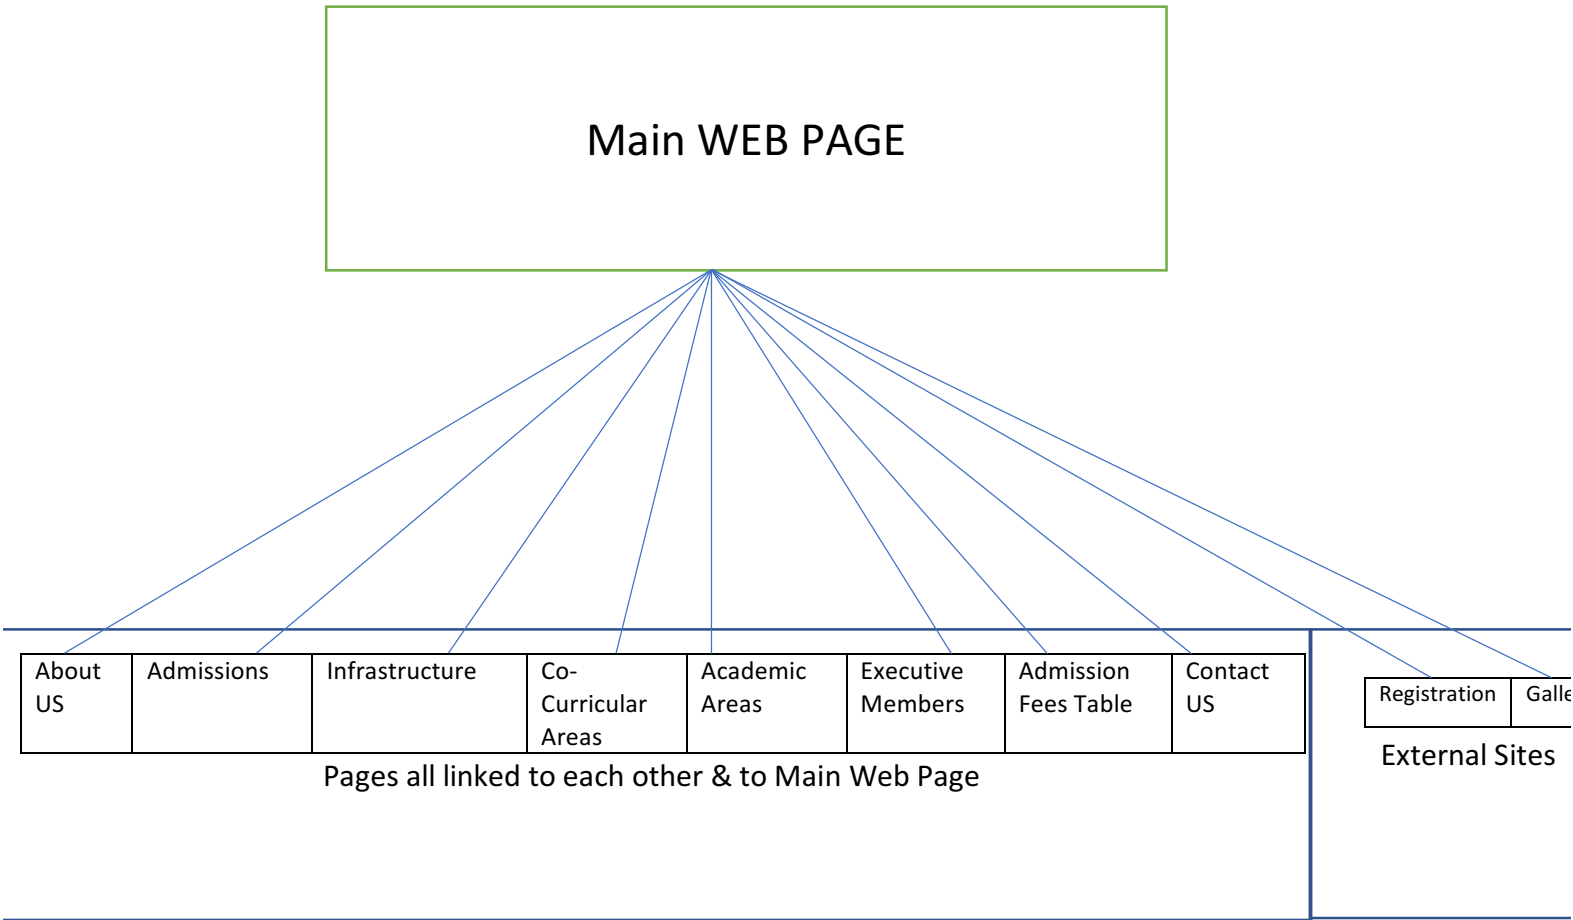 Main WEB PAGE
About
US
Admissions
Infrastructure
Co-
Curricular
Areas
Academic
Areas
Executive
Members
Admission
Fees Table
Contact
US
Registration
Pages all linked to each other & to Main Web Page
External Sites